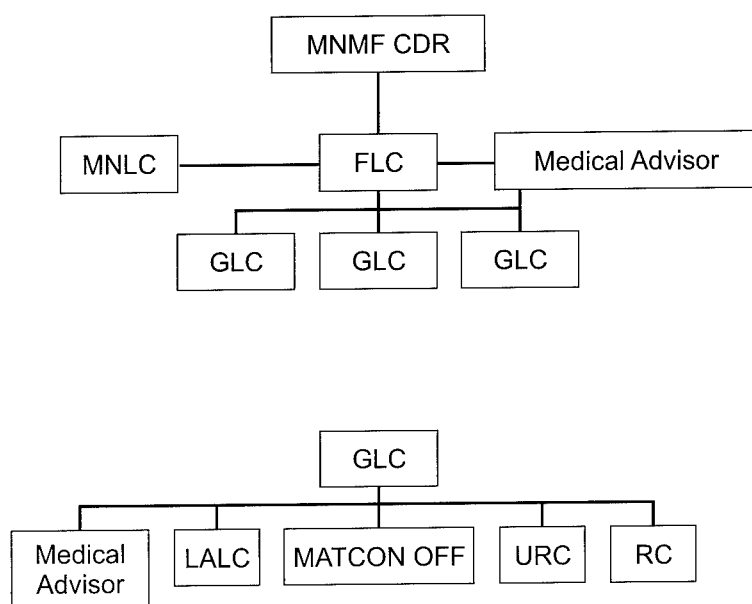 MNMF CDR
MNLC
FLC
Medical Advisor
GLC
GLC
GLC
GLC
Medical
Advisor
LALC
MATCON OFF
URC
RC